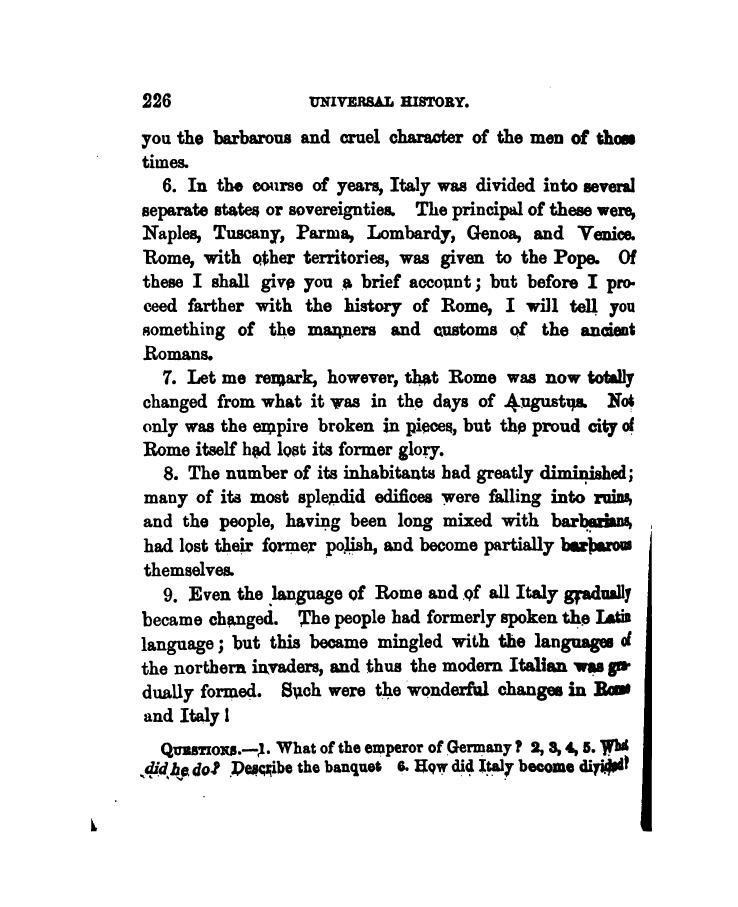 226 UNIVERSAL HISTORY.
you the barbarous and cruel character of the men of those
times.
6. In the course of years, Italy was divided into several
separate states or sovereignties. The principal of these were,
Naples, Tuscany, Parma, Lombardy, Genoa, and Venice.
Rome, with other territories, was given to the Pope. Of
these I shall give you a brief account; but before I pro-
ceed farther with the history of Rome, I will tell you
something of the manners and customs of the ancient
Romans.
7. Let me remark, however, that Rome was now totally
changed from what it was in the days of Augustus. Not
only was the empire broken in pieces, but the proud city of
Rome itself had lost its former glory.
8. The number of its inhabitants had greatly diminished;
many of its most splendid edifices were falling into ruins,
and the people, having been long mixed with barbarians,
had lost their former polish, and become partially barbarous
themselves.
9. Even the language of Rome and of all Italy gradually
became changed. The people had formerly spoken the Latin
language; but this became mingled with the languages of
the northern invaders, and thus the modern Italian was gra-
dually formed. Such were the wonderful changes in Rome
and Italy!
QUESTIONS.—1. What of the emperor of Germany? 2, 3, 4, 5. What
did he do? Describe the banquet 6. How did Italy become divided?